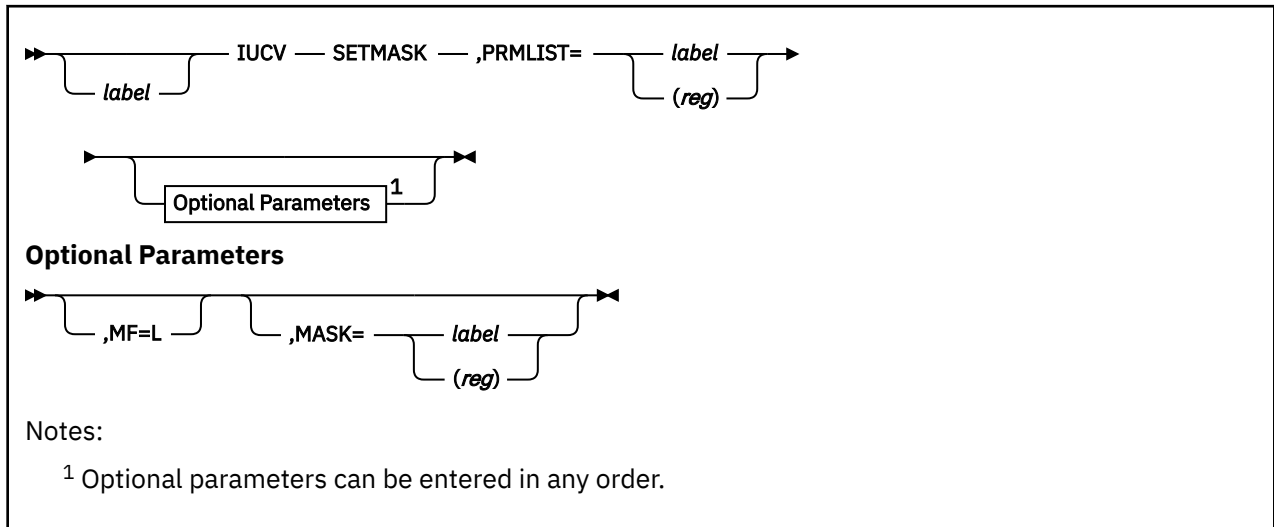 IUCV SETMASK ,PRMLIST= label
label (reg)
Optional Parameters 1
Optional Parameters
,MF=L ,MASK= label
(reg)
Notes:
1 Optional parameters can be entered in any order.